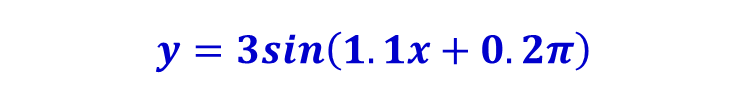 y = 3sin(1.1x + 0.2π)